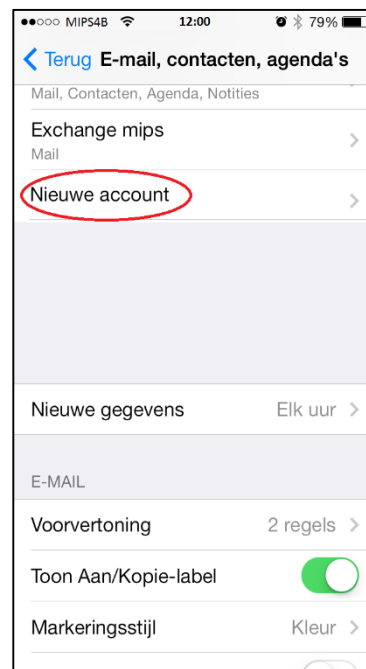 MIPS4B 12:00 79%
Terug E-mail, contacten, agenda's
Mail, Contacten, Agenda, Notities
Exchange mips
Mail
Nieuwe account
Nieuwe gegevens Elk uur
E-MAIL
Voorvertoning 2 regels
Toon Aan/Kopie-label
Markeringsstijl Kleur